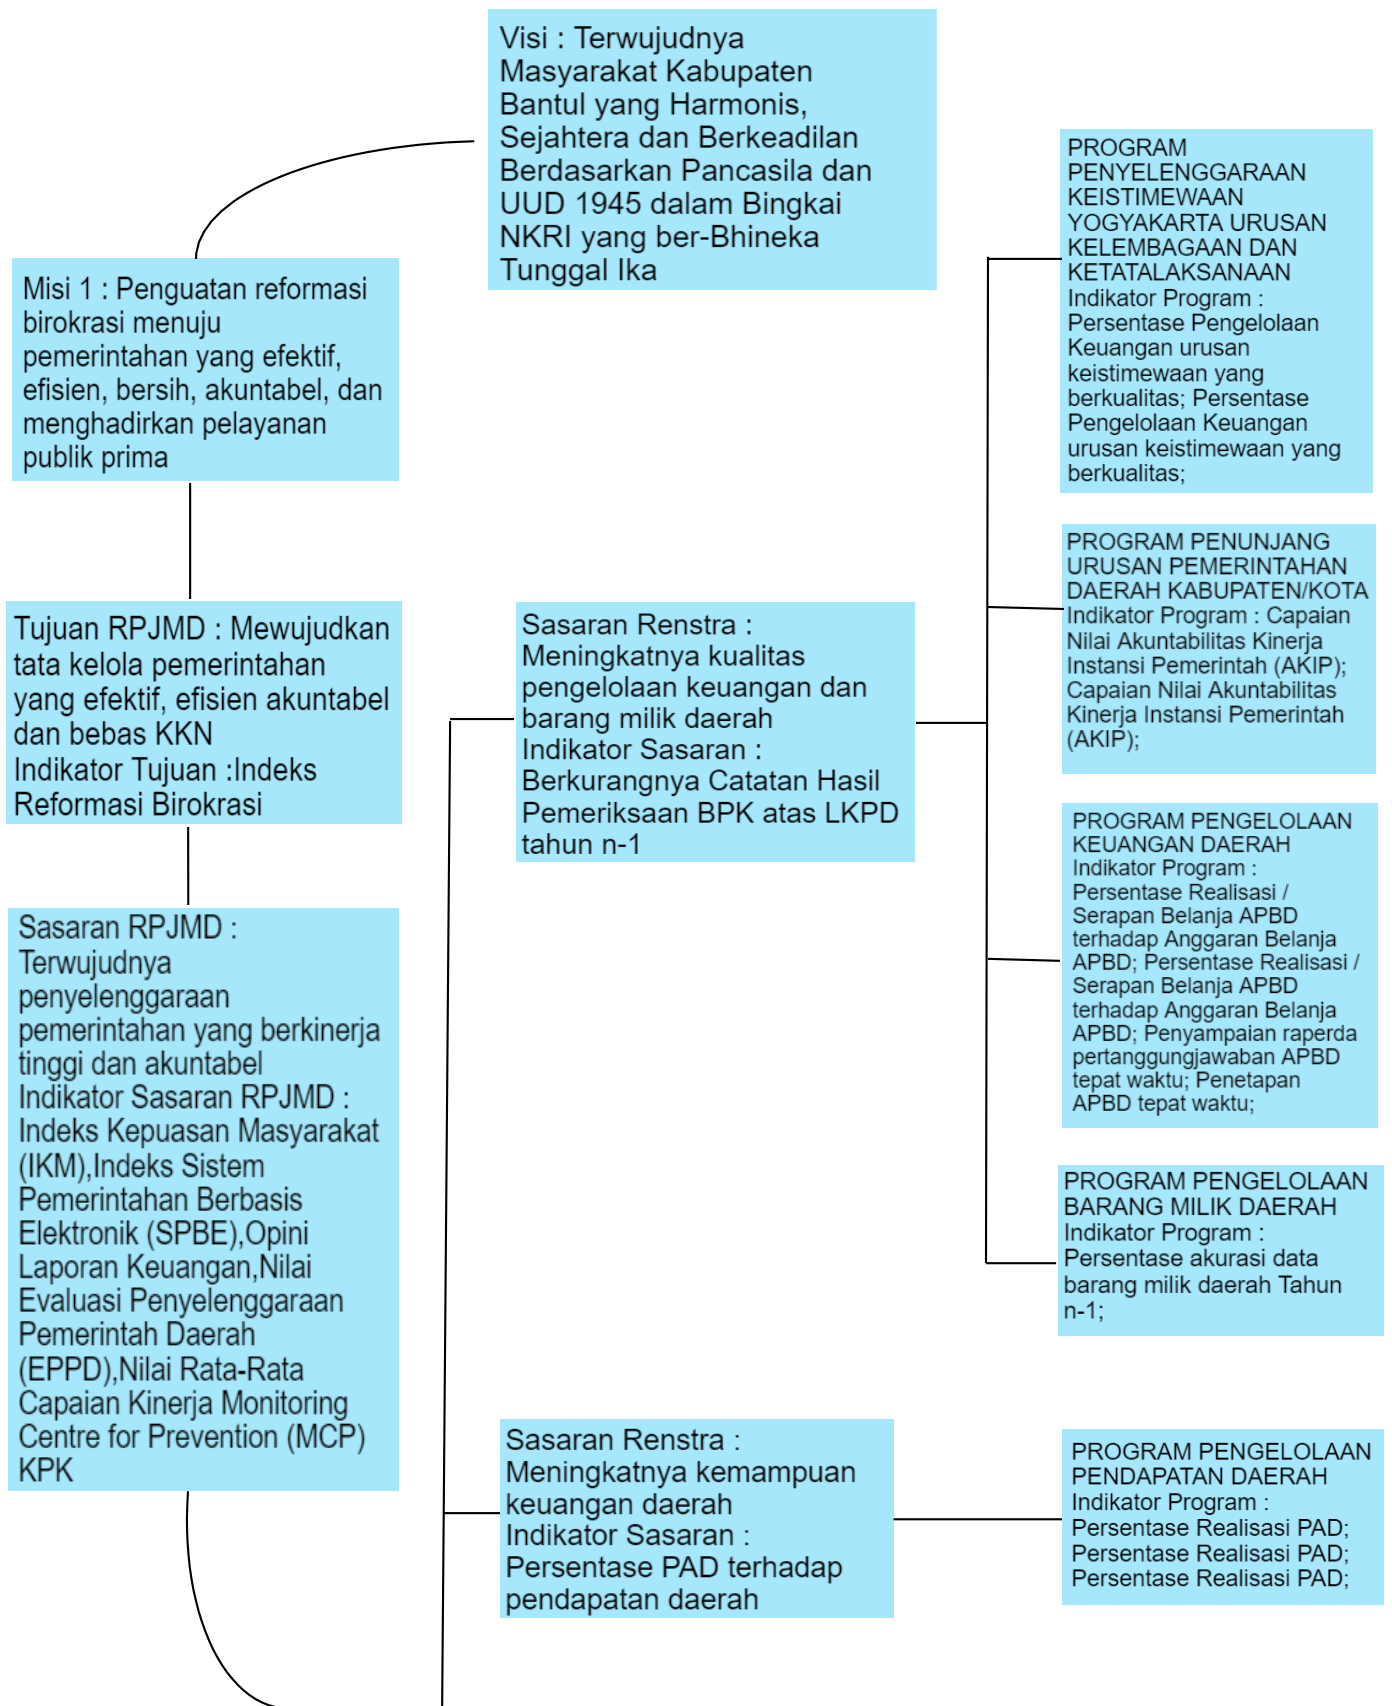 Visi : Terwujudnya
Masyarakat Kabupaten
Bantul yang Harmonis,
Sejahtera dan Berkeadilan
Berdasarkan Pancasila dan
UUD 1945 dalam Bingkai
NKRI yang ber-Bhineka
Tunggal Ika
Misi 1 : Penguatan reformasi
birokrasi menuju
pemerintahan yang efektif,
efisien, bersih, akuntabel, dan
menghadirkan pelayanan
publik prima
Tujuan RPJMD : Mewujudkan
tata kelola pemerintahan
yang efektif, efisien akuntabel
dan bebas KKN
Indikator Tujuan :Indeks
Reformasi Birokrasi
Sasaran RPJMD :
Terwujudnya
penyelenggaraan
pemerintahan yang berkinerja
tinggi dan akuntabel
Indikator Sasaran RPJMD :
Indeks Kepuasan Masyarakat
(IKM),Indeks Sistem
Pemerintahan Berbasis
Elektronik (SPBE),Opini
Laporan Keuangan,Nilai
Evaluasi Penyelenggaraan
Pemerintah Daerah
(EPPD),Nilai Rata-Rata
Capaian Kinerja Monitoring
Centre for Prevention (MCP)
KPK
Sasaran Renstra :
Meningkatnya kualitas
pengelolaan keuangan dan
barang milik daerah
Indikator Sasaran :
Berkurangnya Catatan Hasil
Pemeriksaan BPK atas LKPD
tahun n-1
PROGRAM
PENYELENGGARAAN
KEISTIMEWAAN
YOGYAKARTA URUSAN
KELEMBAGAAN DAN
KETATALAKSANAAN
Indikator Program :
Persentase Pengelolaan
Keuangan urusan
keistimewaan yang
berkualitas; Persentase
Pengelolaan Keuangan
urusan keistimewaan yang
berkualitas;
PROGRAM PENUNJANG
URUSAN PEMERINTAHAN
DAERAH KABUPATEN/KOTA
Indikator Program : Capaian
Nilai Akuntabilitas Kinerja
Instansi Pemerintah (AKIP);
Capaian Nilai Akuntabilitas
Kinerja Instansi Pemerintah
(AKIP);
PROGRAM PENGELOLAAN
KEUANGAN DAERAH
Indikator Program :
Persentase Realisasi /
Serapan Belanja APBD
terhadap Anggaran Belanja
APBD; Persentase Realisasi /
Serapan Belanja APBD
terhadap Anggaran Belanja
APBD; Penyampaian raperda
pertanggungjawaban APBD
tepat waktu; Penetapan
APBD tepat waktu;
PROGRAM PENGELOLAAN
BARANG MILIK DAERAH
Indikator Program :
Persentase akurasi data
barang milik daerah Tahun
n-1;
Sasaran Renstra :
Meningkatnya kemampuan
keuangan daerah
Indikator Sasaran :
Persentase PAD terhadap
pendapatan daerah
PROGRAM PENGELOLAAN
PENDAPATAN DAERAH
Indikator Program :
Persentase Realisasi PAD;
Persentase Realisasi PAD;
Persentase Realisasi PAD;